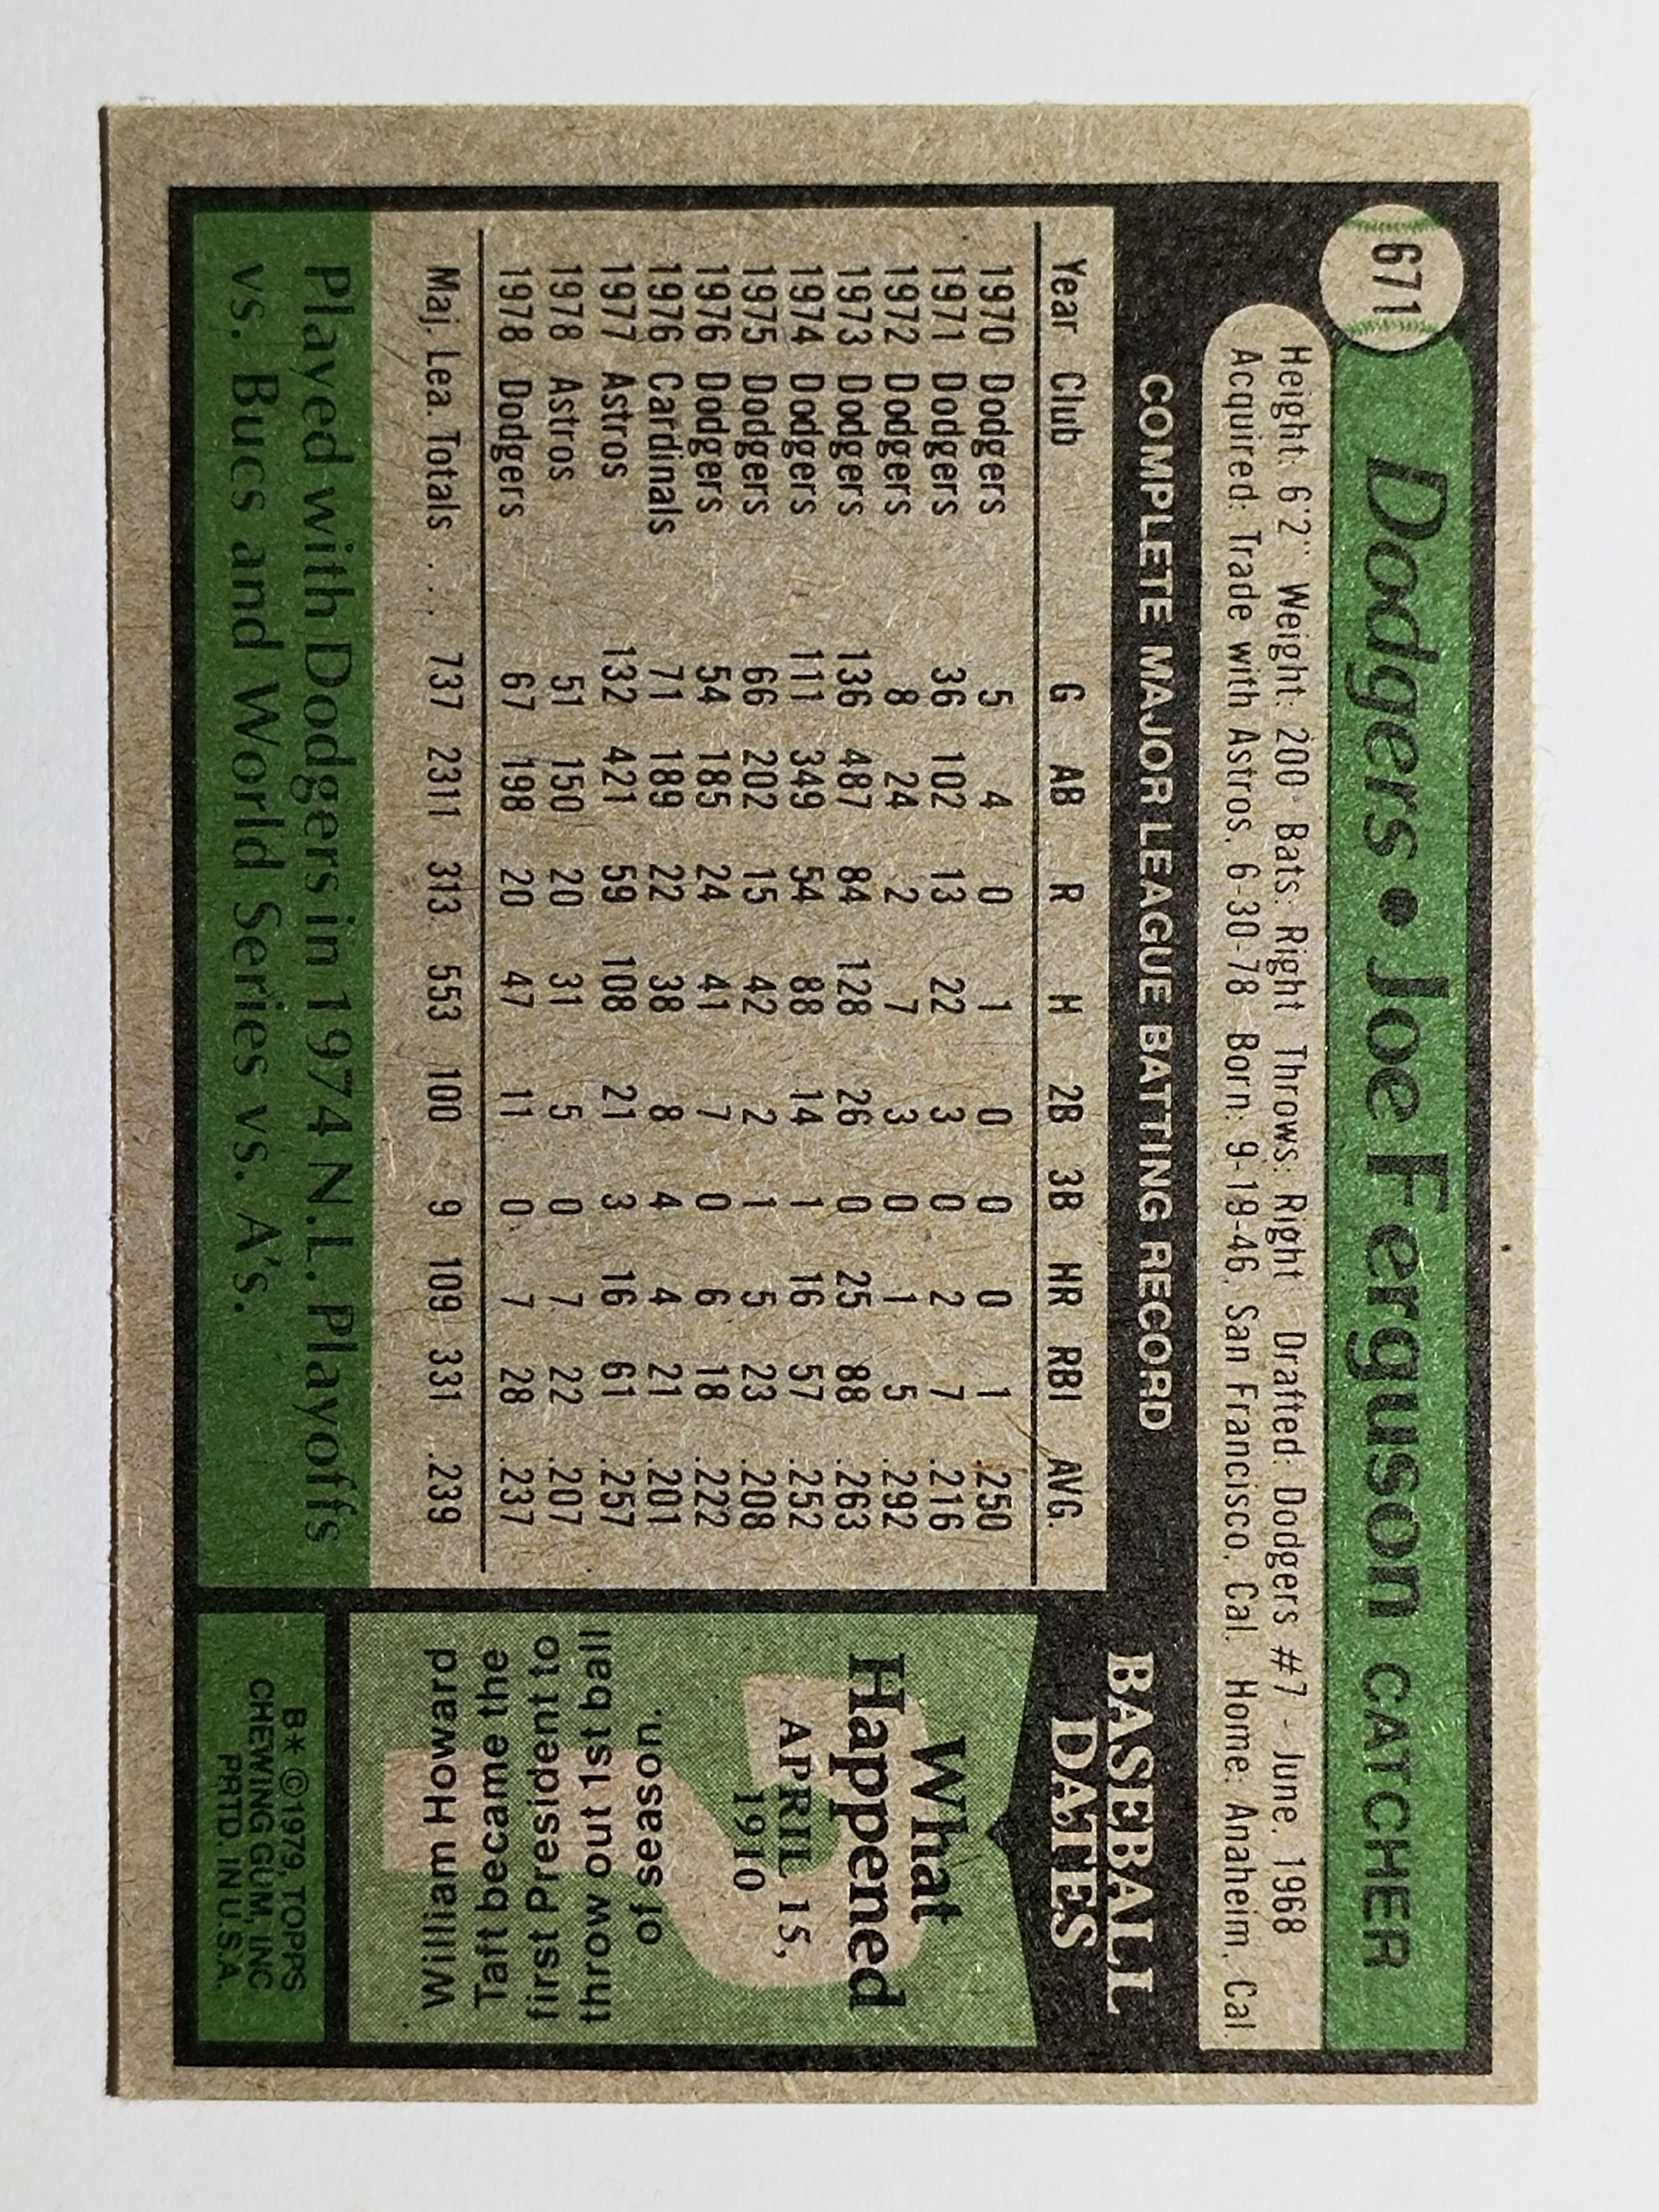 671
Dodgers • Joe Ferguson CATCHER
Height: 6'2" Weight: 200 Bats: Right Throws: Right Drafted: Dodgers #7 - June, 1968
Acquired: Trade with Astros, 6-30-78 Born: 9-19-46, San Francisco, Cal. Home: Anaheim, Cal.
COMPLETE MAJOR LEAGUE BATTING RECORD
Year Club G AB R H 2B 3B HR RBI AVG.
1970 Dodgers 5 4 0 1 0 0 0 1 .250
1971 Dodgers 36 102 13 22 3 0 2 7 .216
1972 Dodgers 8 24 2 7 3 0 1 5 .292
1973 Dodgers 136 487 84 128 26 0 25 88 .263
1974 Dodgers 111 349 54 88 14 1 16 57 .252
1975 Dodgers 66 202 15 42 2 1 5 23 .208
1976 Dodgers 54 185 24 41 7 0 6 18 .222
1976 Cardinals 71 189 22 38 8 4 4 21 .201
1977 Astros 132 421 59 108 21 3 16 61 .257
1978 Astros 51 150 20 31 5 0 7 22 .207
1978 Dodgers 67 198 20 47 11 0 7 28 .237
Maj. Lea. Totals . . . 737 2311 313 553 100 9 109 331 .239
Played with Dodgers in 1974 N.L. Playoffs
vs. Bucs and World Series vs. A's.
BASEBALL
DATES
What
Happened
APRIL 15,
1910
?
William Howard
Taft became the
first President to
throw out 1st ball
of season.
B* ©1979, TOPPS
CHEWING GUM, INC
PRTD. IN U.S.A.